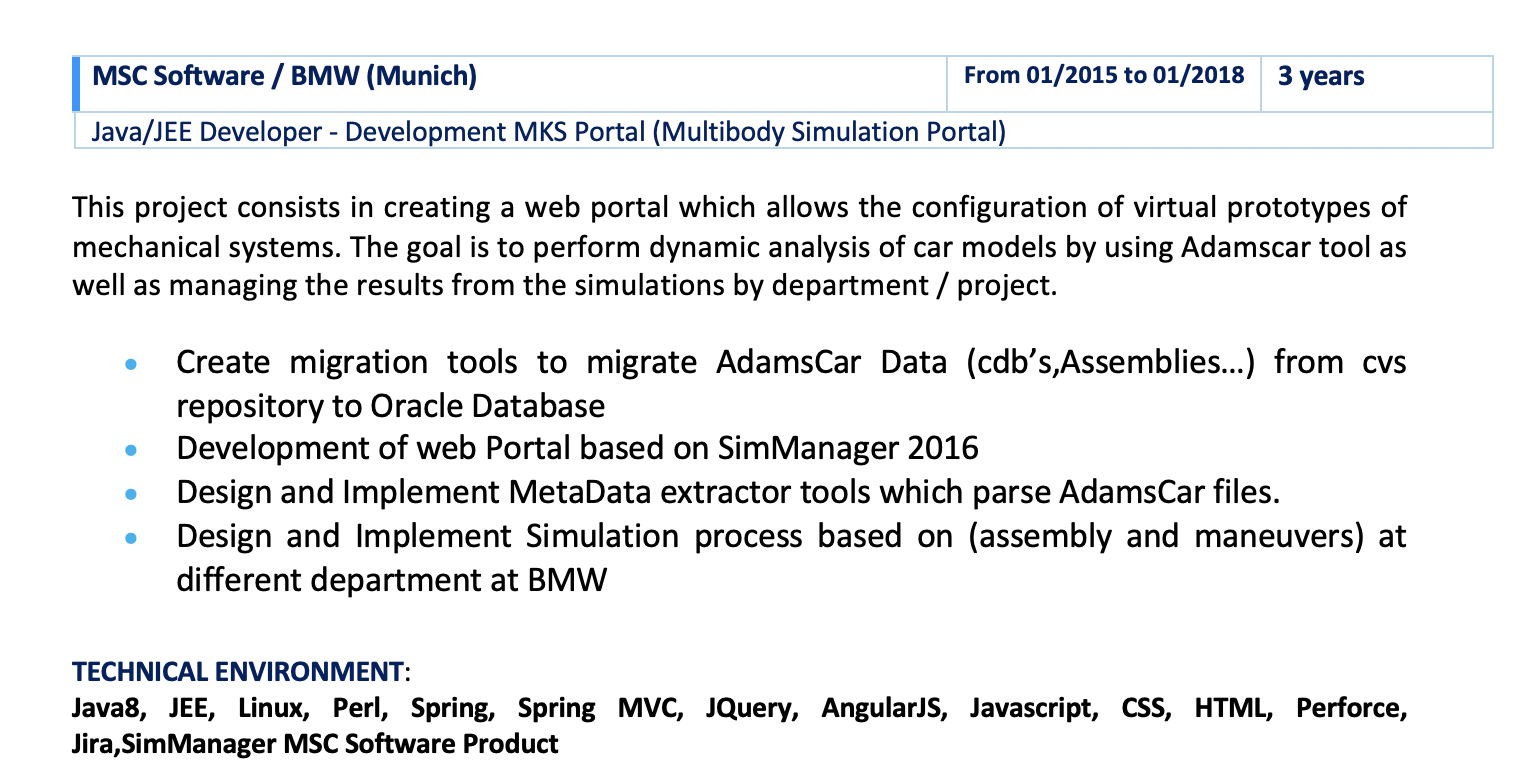 MSC Software / BMW (Munich) From 01/2015 to 01/2018 3 years
Java/JEE Developer - Development MKS Portal (Multibody Simulation Portal)
This project consists in creating a web portal which allows the configuration of virtual prototypes of
mechanical systems. The goal is to perform dynamic analysis of car models by using Adamscar tool as
well as managing the results from the simulations by department / project.
• Create migration tools to migrate AdamsCar Data (cdb’s,Assemblies…) from cvs
repository to Oracle Database
• Development of web Portal based on SimManager 2016
• Design and Implement MetaData extractor tools which parse AdamsCar files.
• Design and Implement Simulation process based on (assembly and maneuvers) at
different department at BMW
TECHNICAL ENVIRONMENT:
Java8, JEE, Linux, Perl, Spring, Spring MVC, JQuery, AngularJS, Javascript, CSS, HTML, Perforce,
Jira,SimManager MSC Software Product